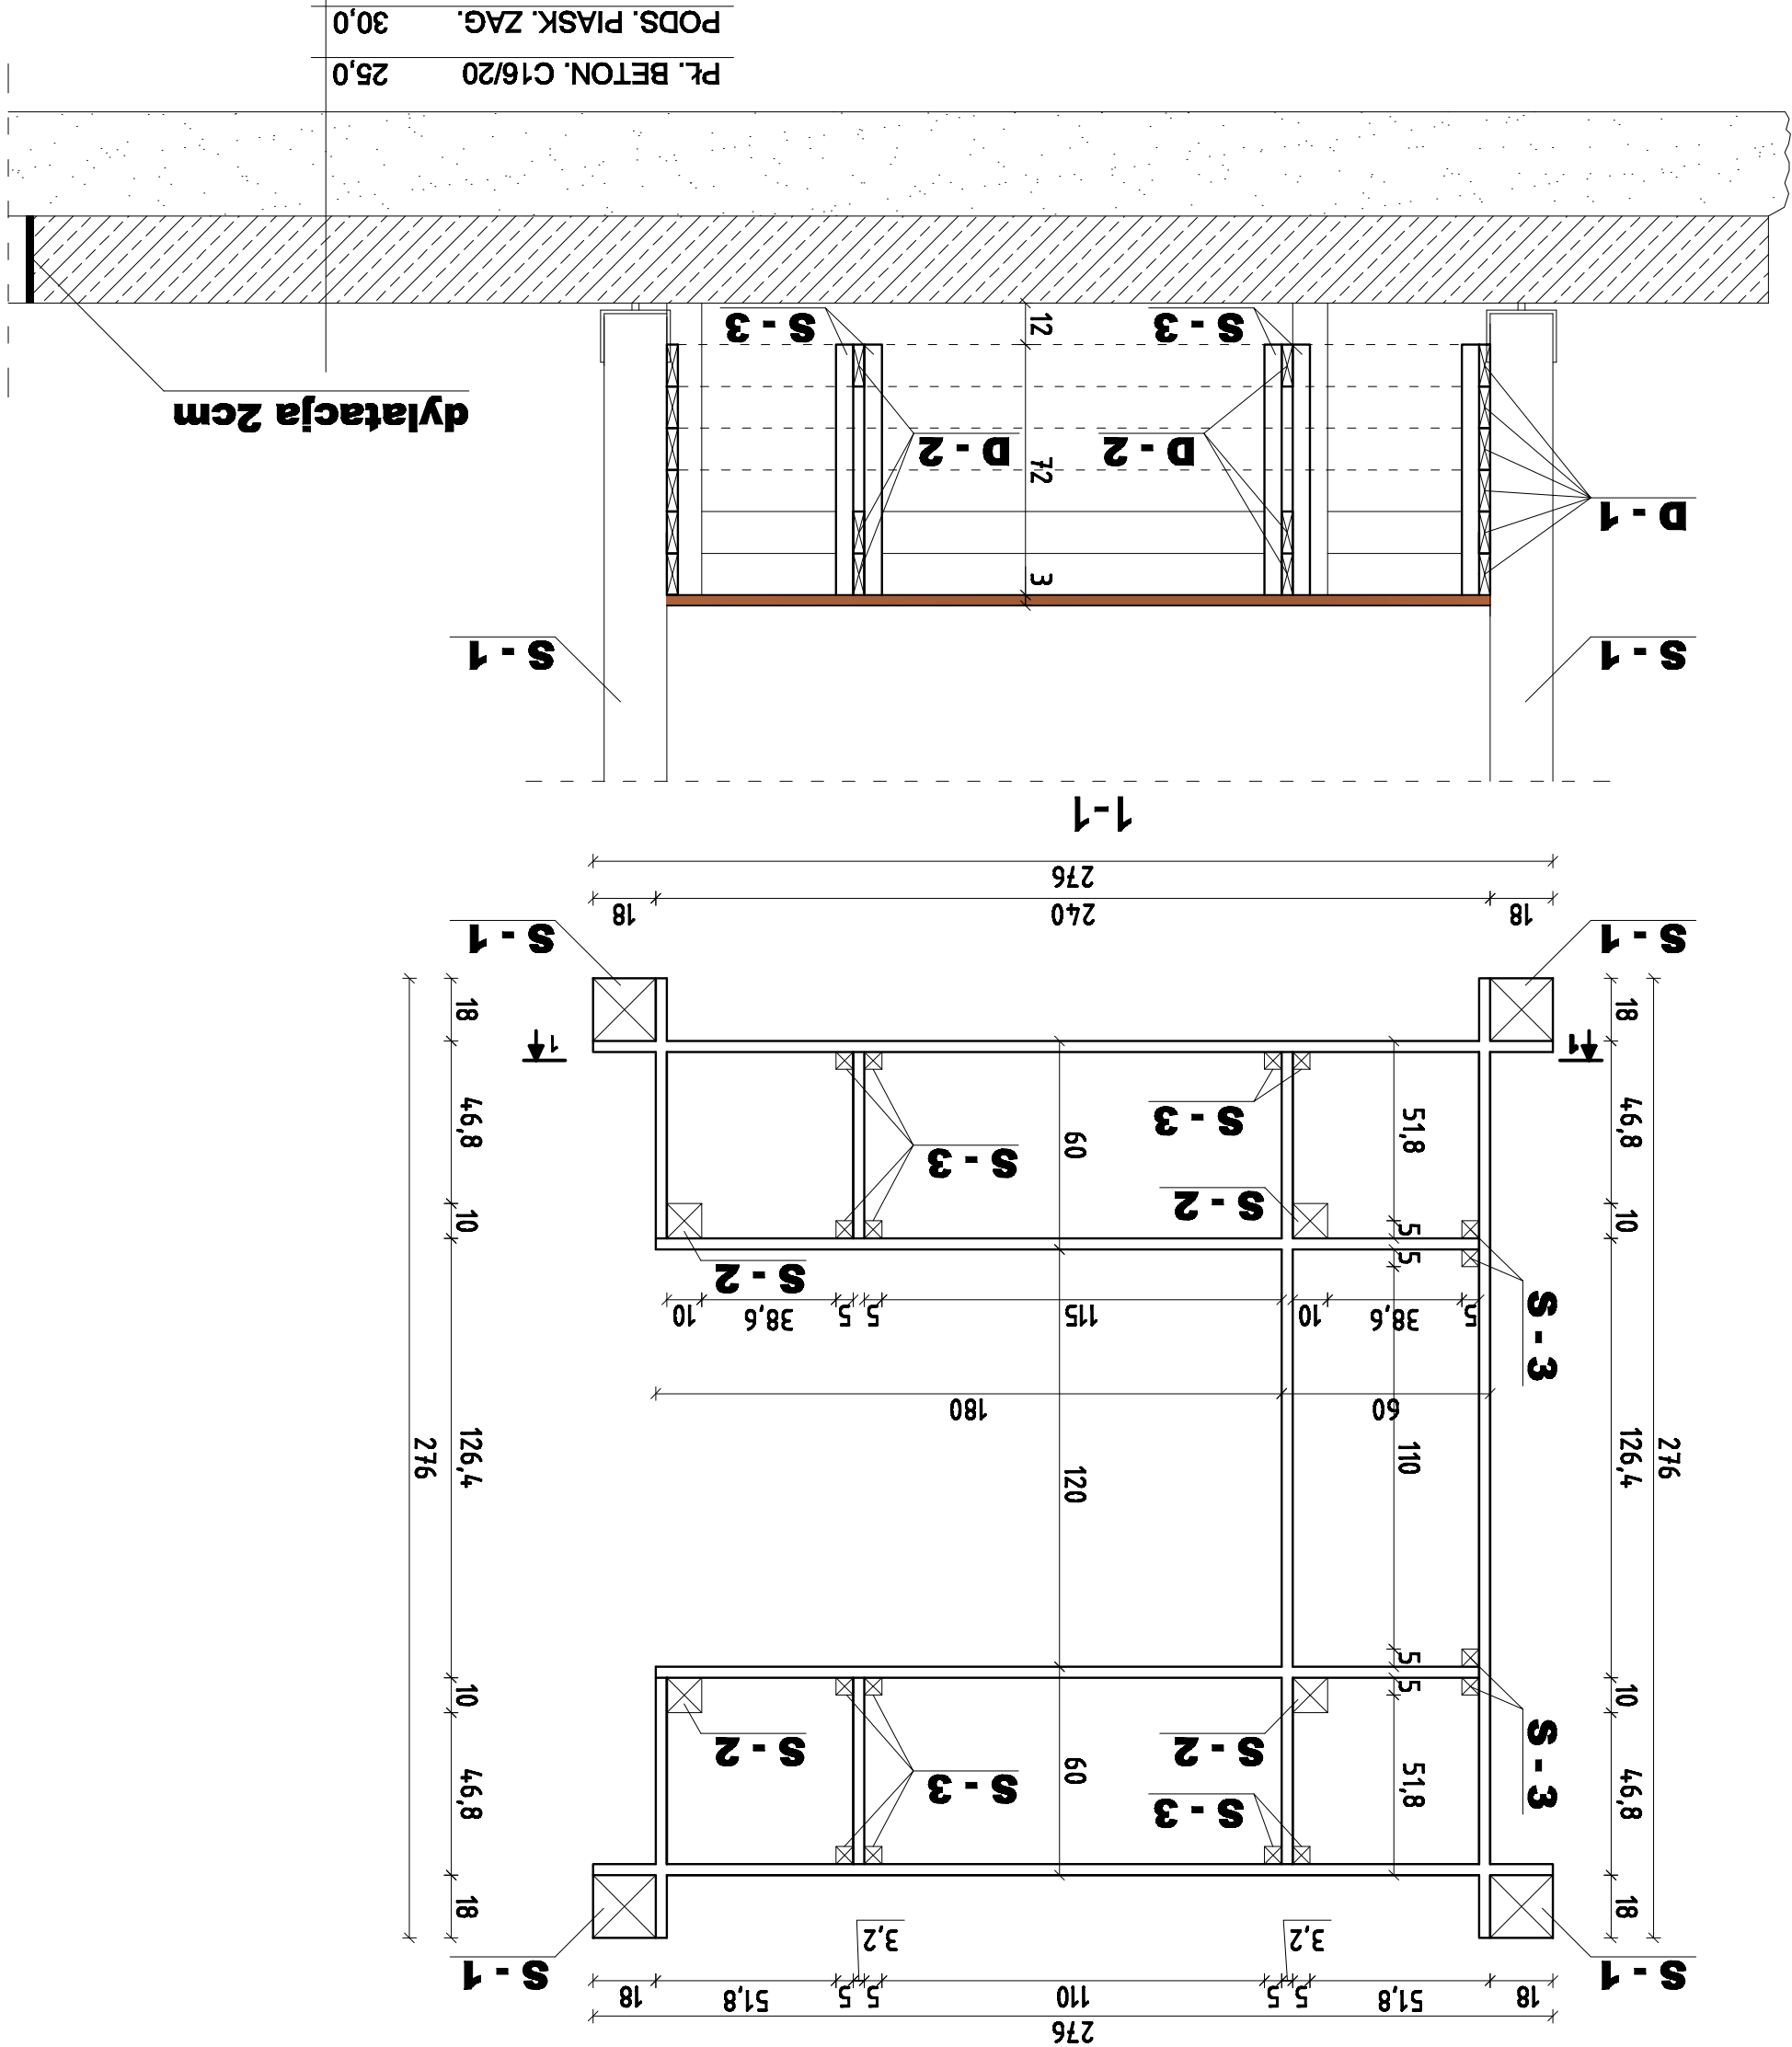 276
18 51,8 5 5 110 5 5 51,8 18
S - 1 S - 1
3,2 3,2
18 18
S - 3
46,8 51,8 60 46,8
S - 3
S - 3 S - 2 S - 2
10 5 10
5
126,4 276 110 120 126,4 276
60 180
S - 3
5 38,6 10 115 5 5 38,6 10
S - 2
10 5 5 10
S - 2
S - 3
46,8 51,8 60 46,8
S - 3
1 1
18 18
S - 1 S - 1
18 240 18
276
1-1
S - 1 S - 1
3
D - 1
72
D - 2 D - 2
dylatacja 2cm
S - 3 12 S - 3
PŁ. BETON. C16/20 25,0
PODS. PIASK. ZAG. 30,0